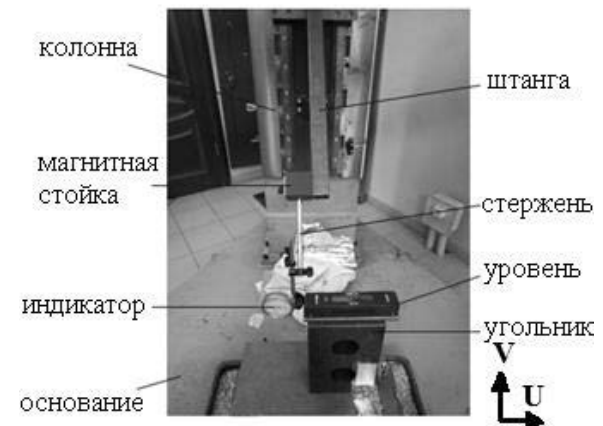 колонна
штанга
магнитная
стойка
стержень
уровень
индикатор
угольник
V
U
основание